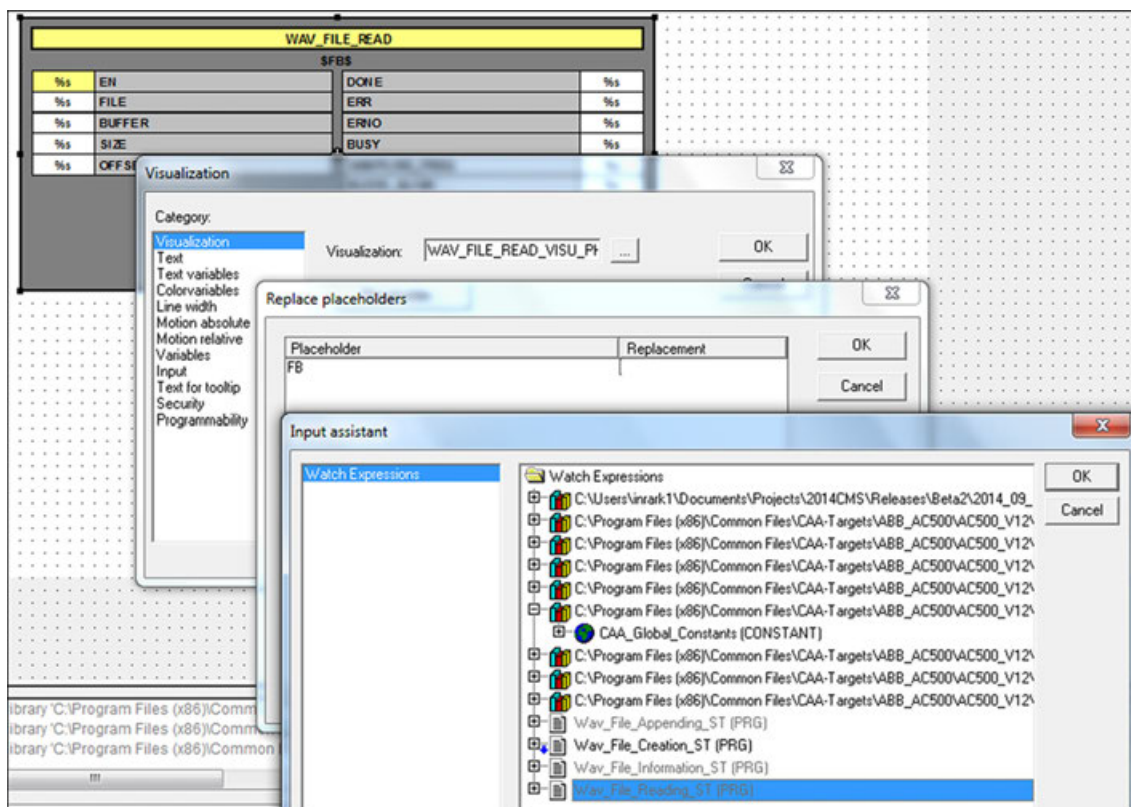 WAV_FILE_READ
$FB$
%s EN DONE %s
%s FILE ERR %s
%s BUFFER ERNO %s
%s SIZE BUSY %s
%s OFFSE
Visualization
Category:
Visualization
Text
Text variables
Colorvariables
Line width
Motion absolute
Motion relative
Variables
Input
Text for tooltip
Security
Programmability
Visualization: WAV_FILE_READ_VISU_PH ...
OK
Cancel
Replace placeholders
Placeholder Replacement
FB
OK
Cancel
Input assistant
Watch Expressions
Watch Expressions
C:\Users\inrark1\Documents\Projects\2014CMS\Releases\Beta2\2014_09_
C:\Program Files (x86)\Common Files\CAA-Targets\ABB_AC500\AC500_V12\
C:\Program Files (x86)\Common Files\CAA-Targets\ABB_AC500\AC500_V12\
C:\Program Files (x86)\Common Files\CAA-Targets\ABB_AC500\AC500_V12\
C:\Program Files (x86)\Common Files\CAA-Targets\ABB_AC500\AC500_V12\
C:\Program Files (x86)\Common Files\CAA-Targets\ABB_AC500\AC500_V12\
CAA_Global_Constants (CONSTANT)
C:\Program Files (x86)\Common Files\CAA-Targets\ABB_AC500\AC500_V12\
C:\Program Files (x86)\Common Files\CAA-Targets\ABB_AC500\AC500_V12\
C:\Program Files (x86)\Common Files\CAA-Targets\ABB_AC500\AC500_V12\
Wav_File_Appending_ST (PRG)
Wav_File_Creation_ST (PRG)
Wav_File_Information_ST (PRG)
Wav_File_Reading_ST (PRG)
OK
Cancel
ibrary 'C:\Program Files (x86)\Comm
ibrary 'C:\Program Files (x86)\Comm
ibrary 'C:\Program Files (x86)\Common